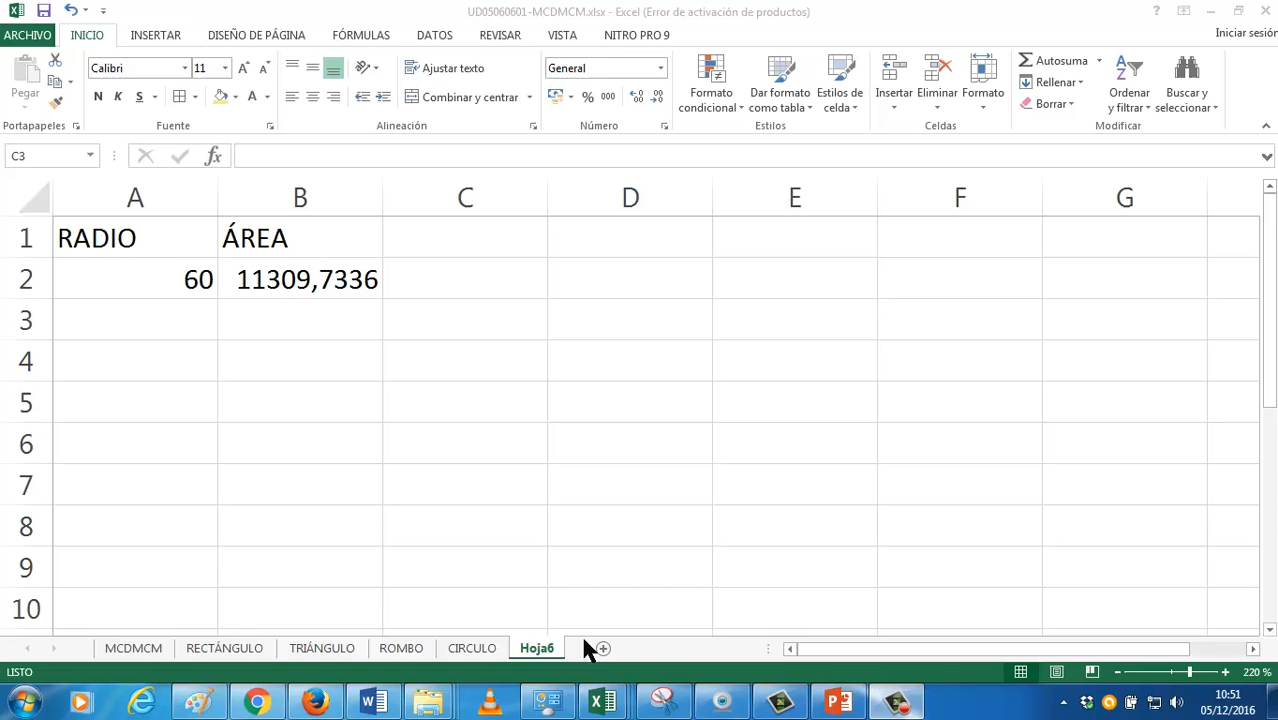 UD05060601-MCDMCM.xlsx - Excel (Error de activación de productos)
ARCHIVO INICIO INSERTAR DISEÑO DE PÁGINA FÓRMULAS DATOS REVISAR VISTA NITRO PRO 9 Iniciar sesión
Calibri 11 Ajustar texto General Autosuma
Pegar Formato condicional Dar formato como tabla Estilos de celda Insertar Eliminar Formato Rellenar Ordenar y filtrar Buscar y seleccionar
N K S Combinar y centrar % 000 Borrar
Portapapeles Fuente Alineación Número Estilos Celdas Modificar
C3 fx
A B C D E F G
1 RADIO ÁREA
2 60 11309,7336
3
4
5
6
7
8
9
10
MCDMCM RECTÁNGULO TRIÁNGULO ROMBO CIRCULO Hoja6
LISTO 220 %
10:51
05/12/2016